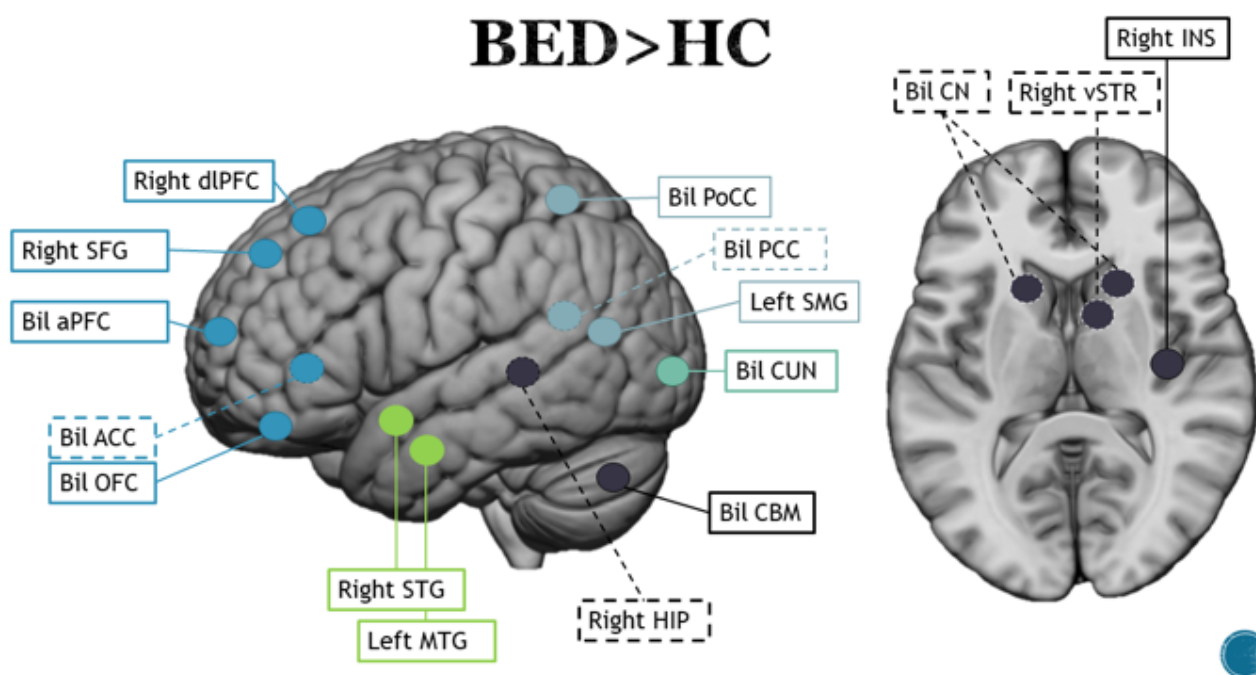 BED>HC
Right INS
Bil CN
Right vSTR
Right dlPFC
Bil PoCC
Right SFG
Bil PCC
Left SMG
Bil aPFC
Bil CUN
Bil ACC
Bil OFC
Bil CBM
Right STG
Right HIP
Left MTG